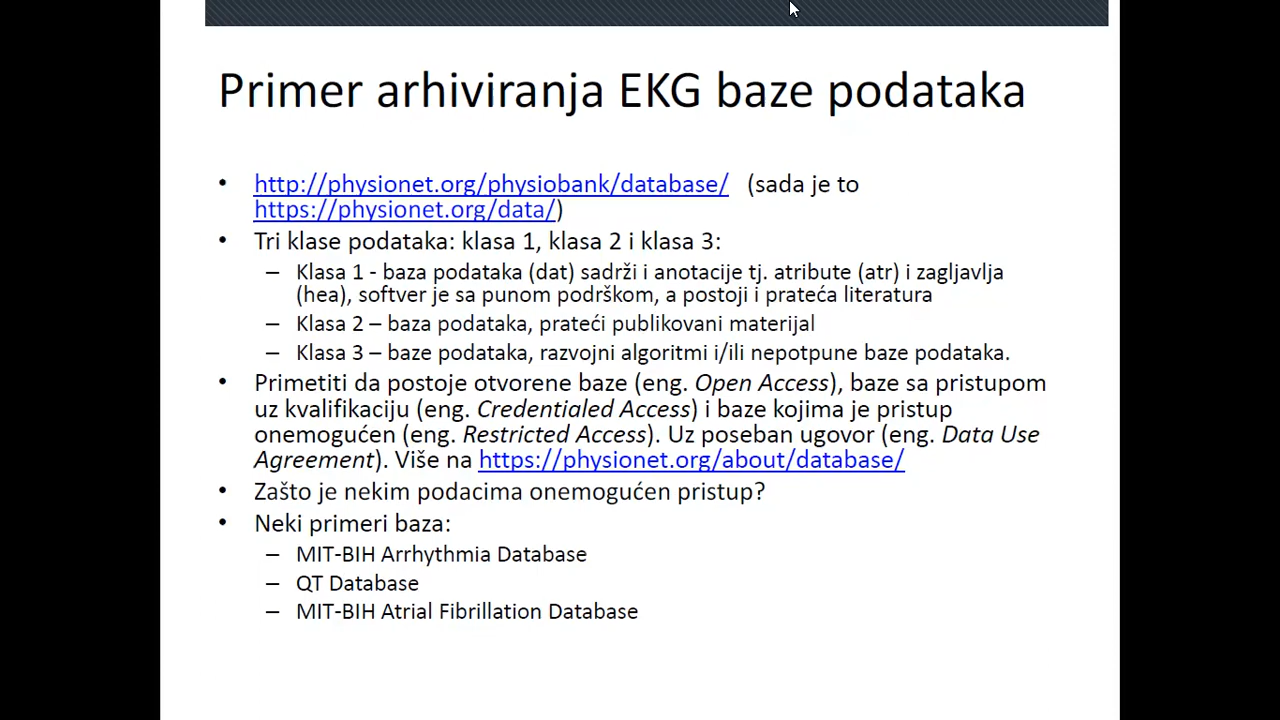 Primer arhiviranja EKG baze podataka
• http://physionet.org/physiobank/database/ (sada je to
https://physionet.org/data/)
• Tri klase podataka: klasa 1, klasa 2 i klasa 3:
– Klasa 1 - baza podataka (dat) sadrži i anotacije tj. atribute (atr) i zagljavlja
(hea), softver je sa punom podrškom, a postoji i prateća literatura
– Klasa 2 – baza podataka, prateći publikovani materijal
– Klasa 3 – baze podataka, razvojni algoritmi i/ili nepotpune baze podataka.
• Primetiti da postoje otvorene baze (eng. Open Access), baze sa pristupom
uz kvalifikaciju (eng. Credentialed Access) i baze kojima je pristup
onemogućen (eng. Restricted Access). Uz poseban ugovor (eng. Data Use
Agreement). Više na https://physionet.org/about/database/
• Zašto je nekim podacima onemogućen pristup?
• Neki primeri baza:
– MIT-BIH Arrhythmia Database
– QT Database
– MIT-BIH Atrial Fibrillation Database